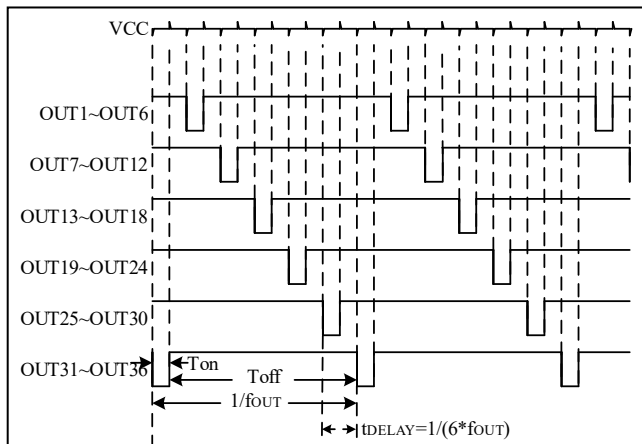 VCC
OUT1~OUT6
OUT7~OUT12
OUT13~OUT18
OUT19~OUT24
OUT25~OUT30
OUT31~OUT36
Ton
Toff
1/fOUT
tDELAY=1/(6*fOUT)